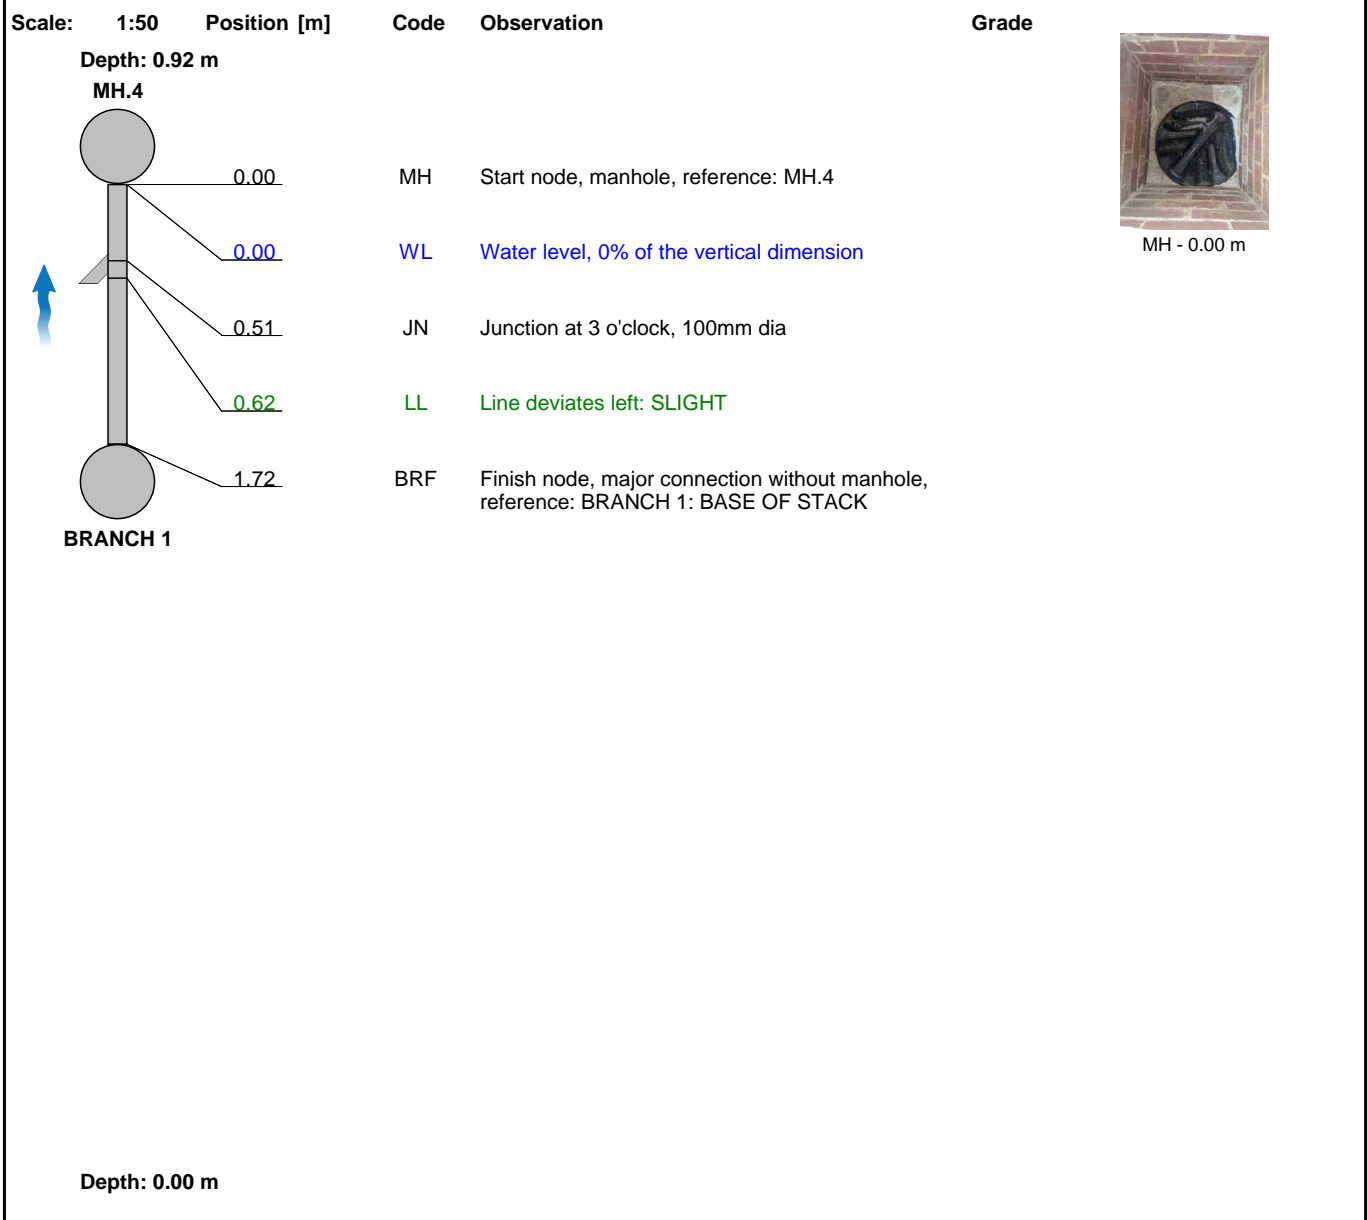 Scale: 1:50 Position [m] Code Observation Grade
Depth: 0.92 m
MH.4
0.00 MH Start node, manhole, reference: MH.4
0.00 WL Water level, 0% of the vertical dimension
MH - 0.00 m
0.51 JN Junction at 3 o'clock, 100mm dia
0.62 LL Line deviates left: SLIGHT
1.72 BRF Finish node, major connection without manhole,
reference: BRANCH 1: BASE OF STACK
BRANCH 1
Depth: 0.00 m